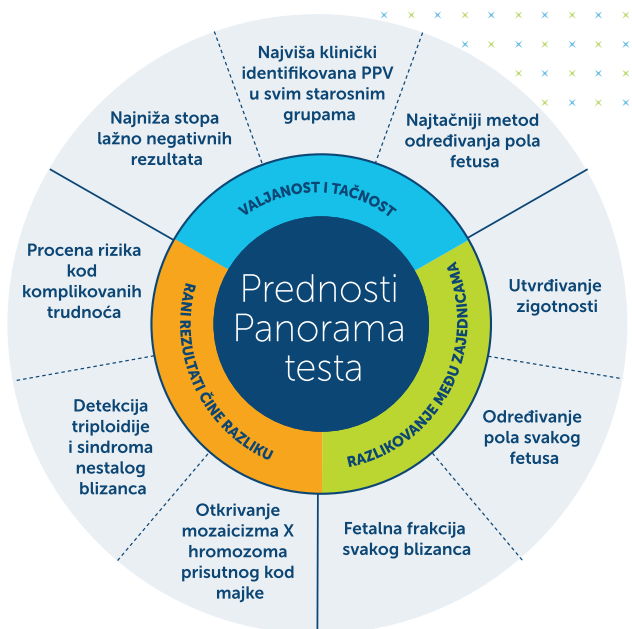 Najviša klinički
identifikovana PPV
u svim starosnim
grupama
Najniža stopa
lažno negativnih
rezultata
Najtačniji metod
određivanja pola
fetusa
VALJANOST I TAČNOST
Procena rizika
kod
komplikovanih
trudnoća
RANI REZULTATI ČINE RAZLIKU
Prednosti
Panorama
testa
RAZLIKOVANJE MEĐU ZAJEDNICAMA
Utvrđivanje
zigotnosti
Detekcija
triploidije
i sindroma
nestalog
blizanca
Određivanje
pola svakog
fetusa
Otkrivanje
mozaicizma X
hromozoma
prisutnog kod
majke
Fetalna frakcija
svakog blizanca